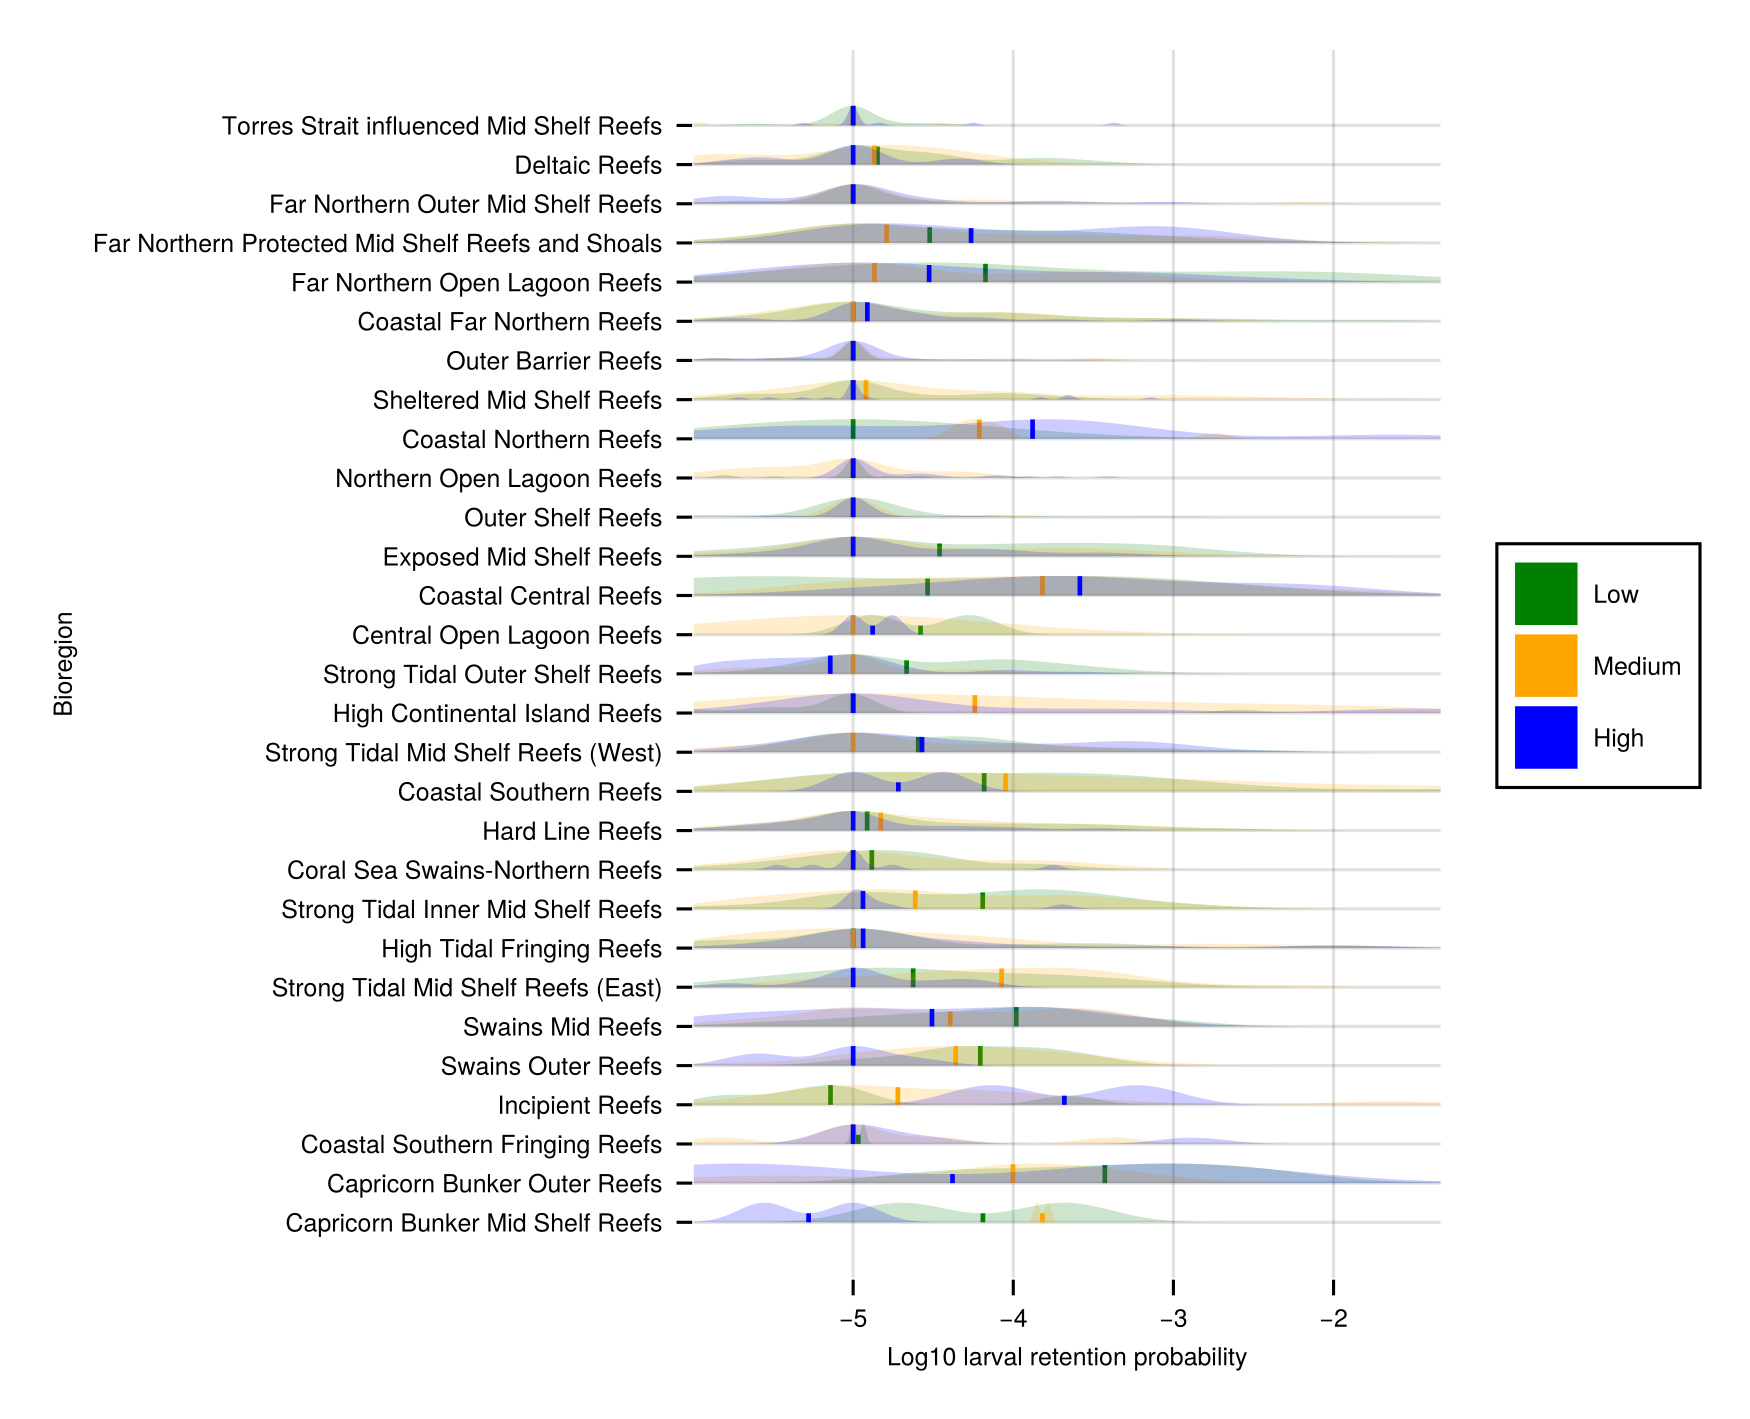 Torres Strait influenced Mid Shelf Reefs
Deltaic Reefs
Far Northern Outer Mid Shelf Reefs
Far Northern Protected Mid Shelf Reefs and Shoals
Far Northern Open Lagoon Reefs
Coastal Far Northern Reefs
Outer Barrier Reefs
Sheltered Mid Shelf Reefs
Coastal Northern Reefs
Northern Open Lagoon Reefs
Outer Shelf Reefs
Exposed Mid Shelf Reefs
Coastal Central Reefs
Central Open Lagoon Reefs
Strong Tidal Outer Shelf Reefs
High Continental Island Reefs
Strong Tidal Mid Shelf Reefs (West)
Coastal Southern Reefs
Hard Line Reefs
Coral Sea Swains-Northern Reefs
Strong Tidal Inner Mid Shelf Reefs
High Tidal Fringing Reefs
Strong Tidal Mid Shelf Reefs (East)
Swains Mid Reefs
Swains Outer Reefs
Incipient Reefs
Coastal Southern Fringing Reefs
Capricorn Bunker Outer Reefs
Capricorn Bunker Mid Shelf Reefs
Bioregion
−5 −4 −3 −2
Log10 larval retention probability
Low
Medium
High